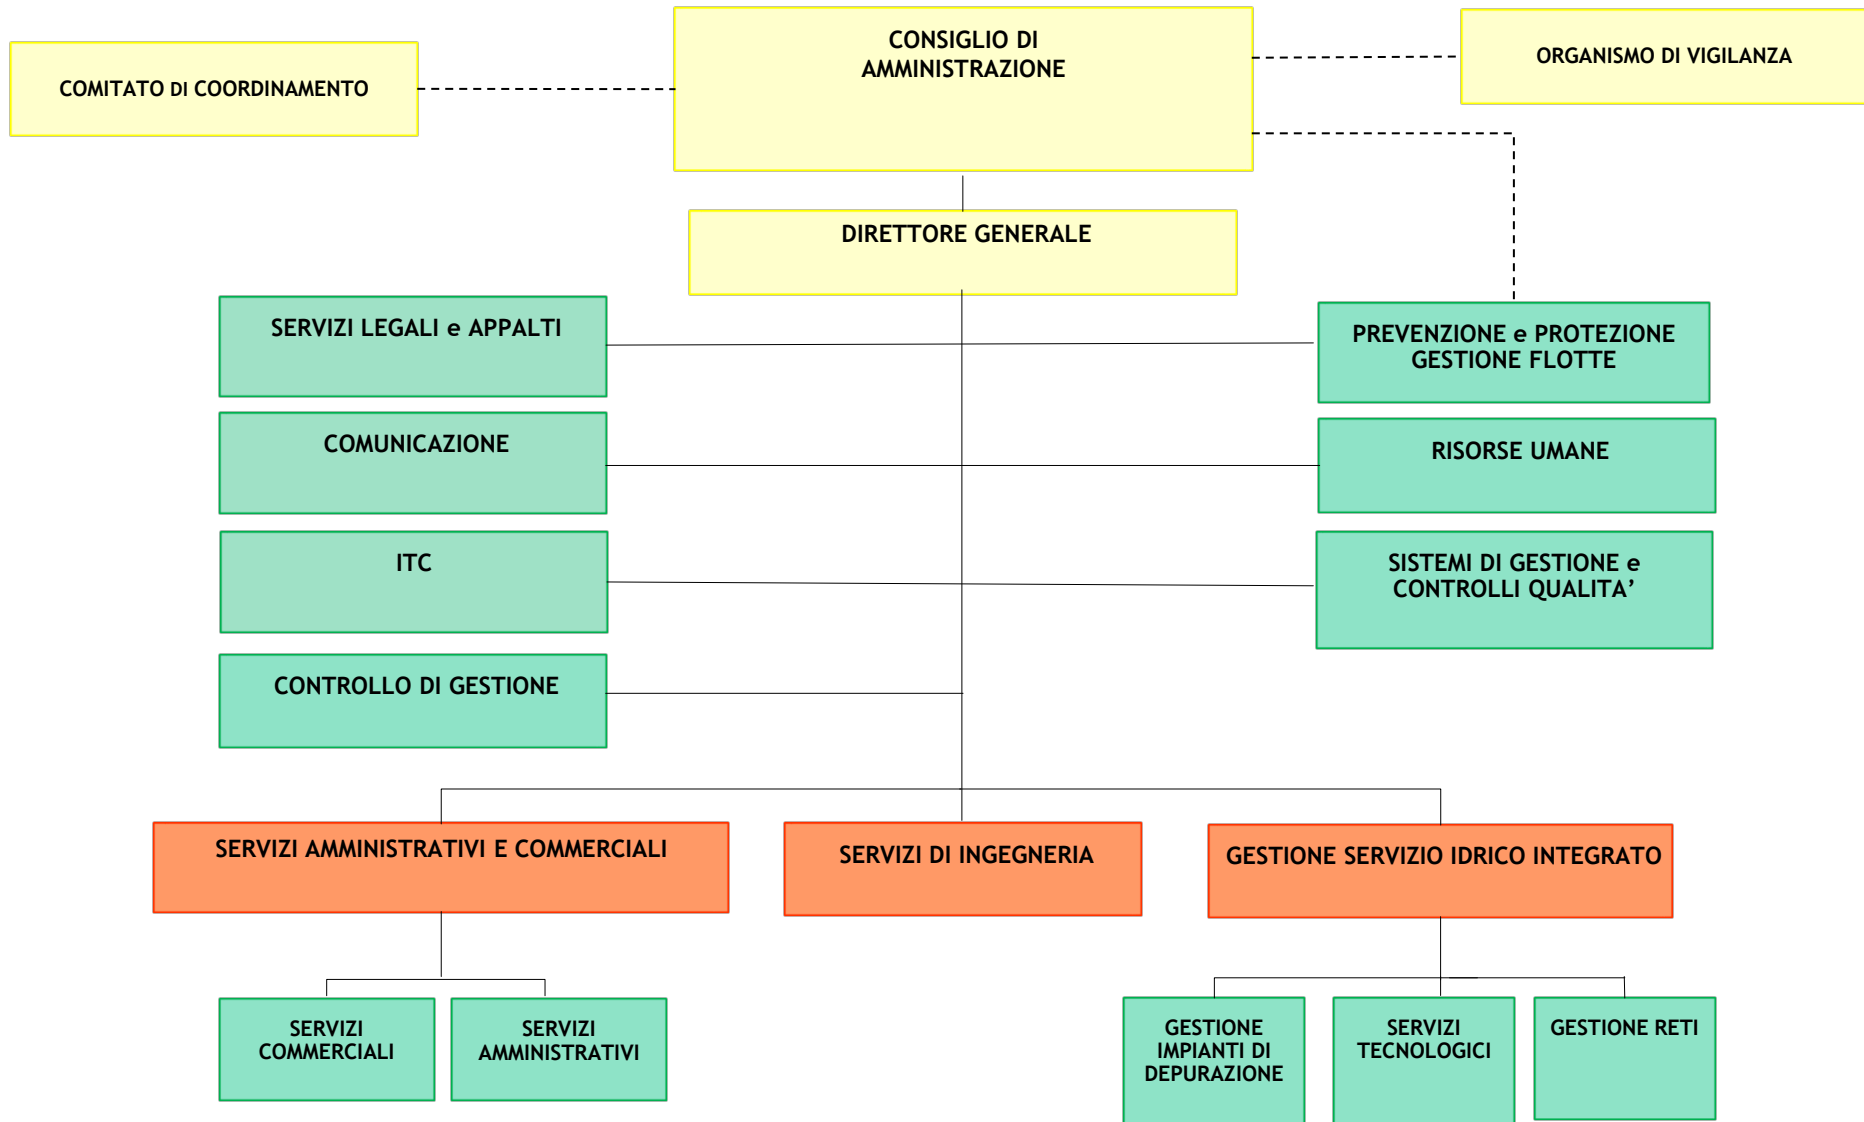 CONSIGLIO DI
AMMINISTRAZIONE
ORGANISMO DI VIGILANZA
COMITATO DI COORDINAMENTO
DIRETTORE GENERALE
SERVIZI LEGALI e APPALTI
PREVENZIONE e PROTEZIONE
GESTIONE FLOTTE
COMUNICAZIONE
RISORSE UMANE
ITC
SISTEMI DI GESTIONE e
CONTROLLI QUALITA’
CONTROLLO DI GESTIONE
SERVIZI AMMINISTRATIVI E COMMERCIALI
SERVIZI DI INGEGNERIA
GESTIONE SERVIZIO IDRICO INTEGRATO
SERVIZI
COMMERCIALI
SERVIZI
AMMINISTRATIVI
GESTIONE
IMPIANTI DI
DEPURAZIONE
SERVIZI
TECNOLOGICI
GESTIONE RETI